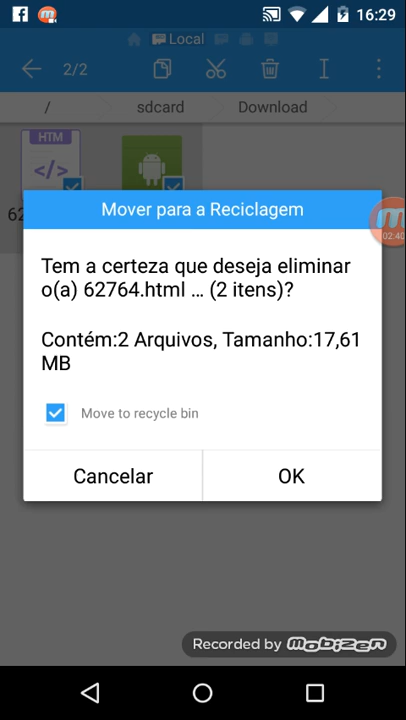 16:29
Local
2/2
/ sdcard Download
HTM
</>
62
Mover para a Reciclagem
02:40
Tem a certeza que deseja eliminar
o(a) 62764.html ... (2 itens)?
Contém:2 Arquivos, Tamanho:17,61
MB
Move to recycle bin
Cancelar OK
Recorded by mobizen